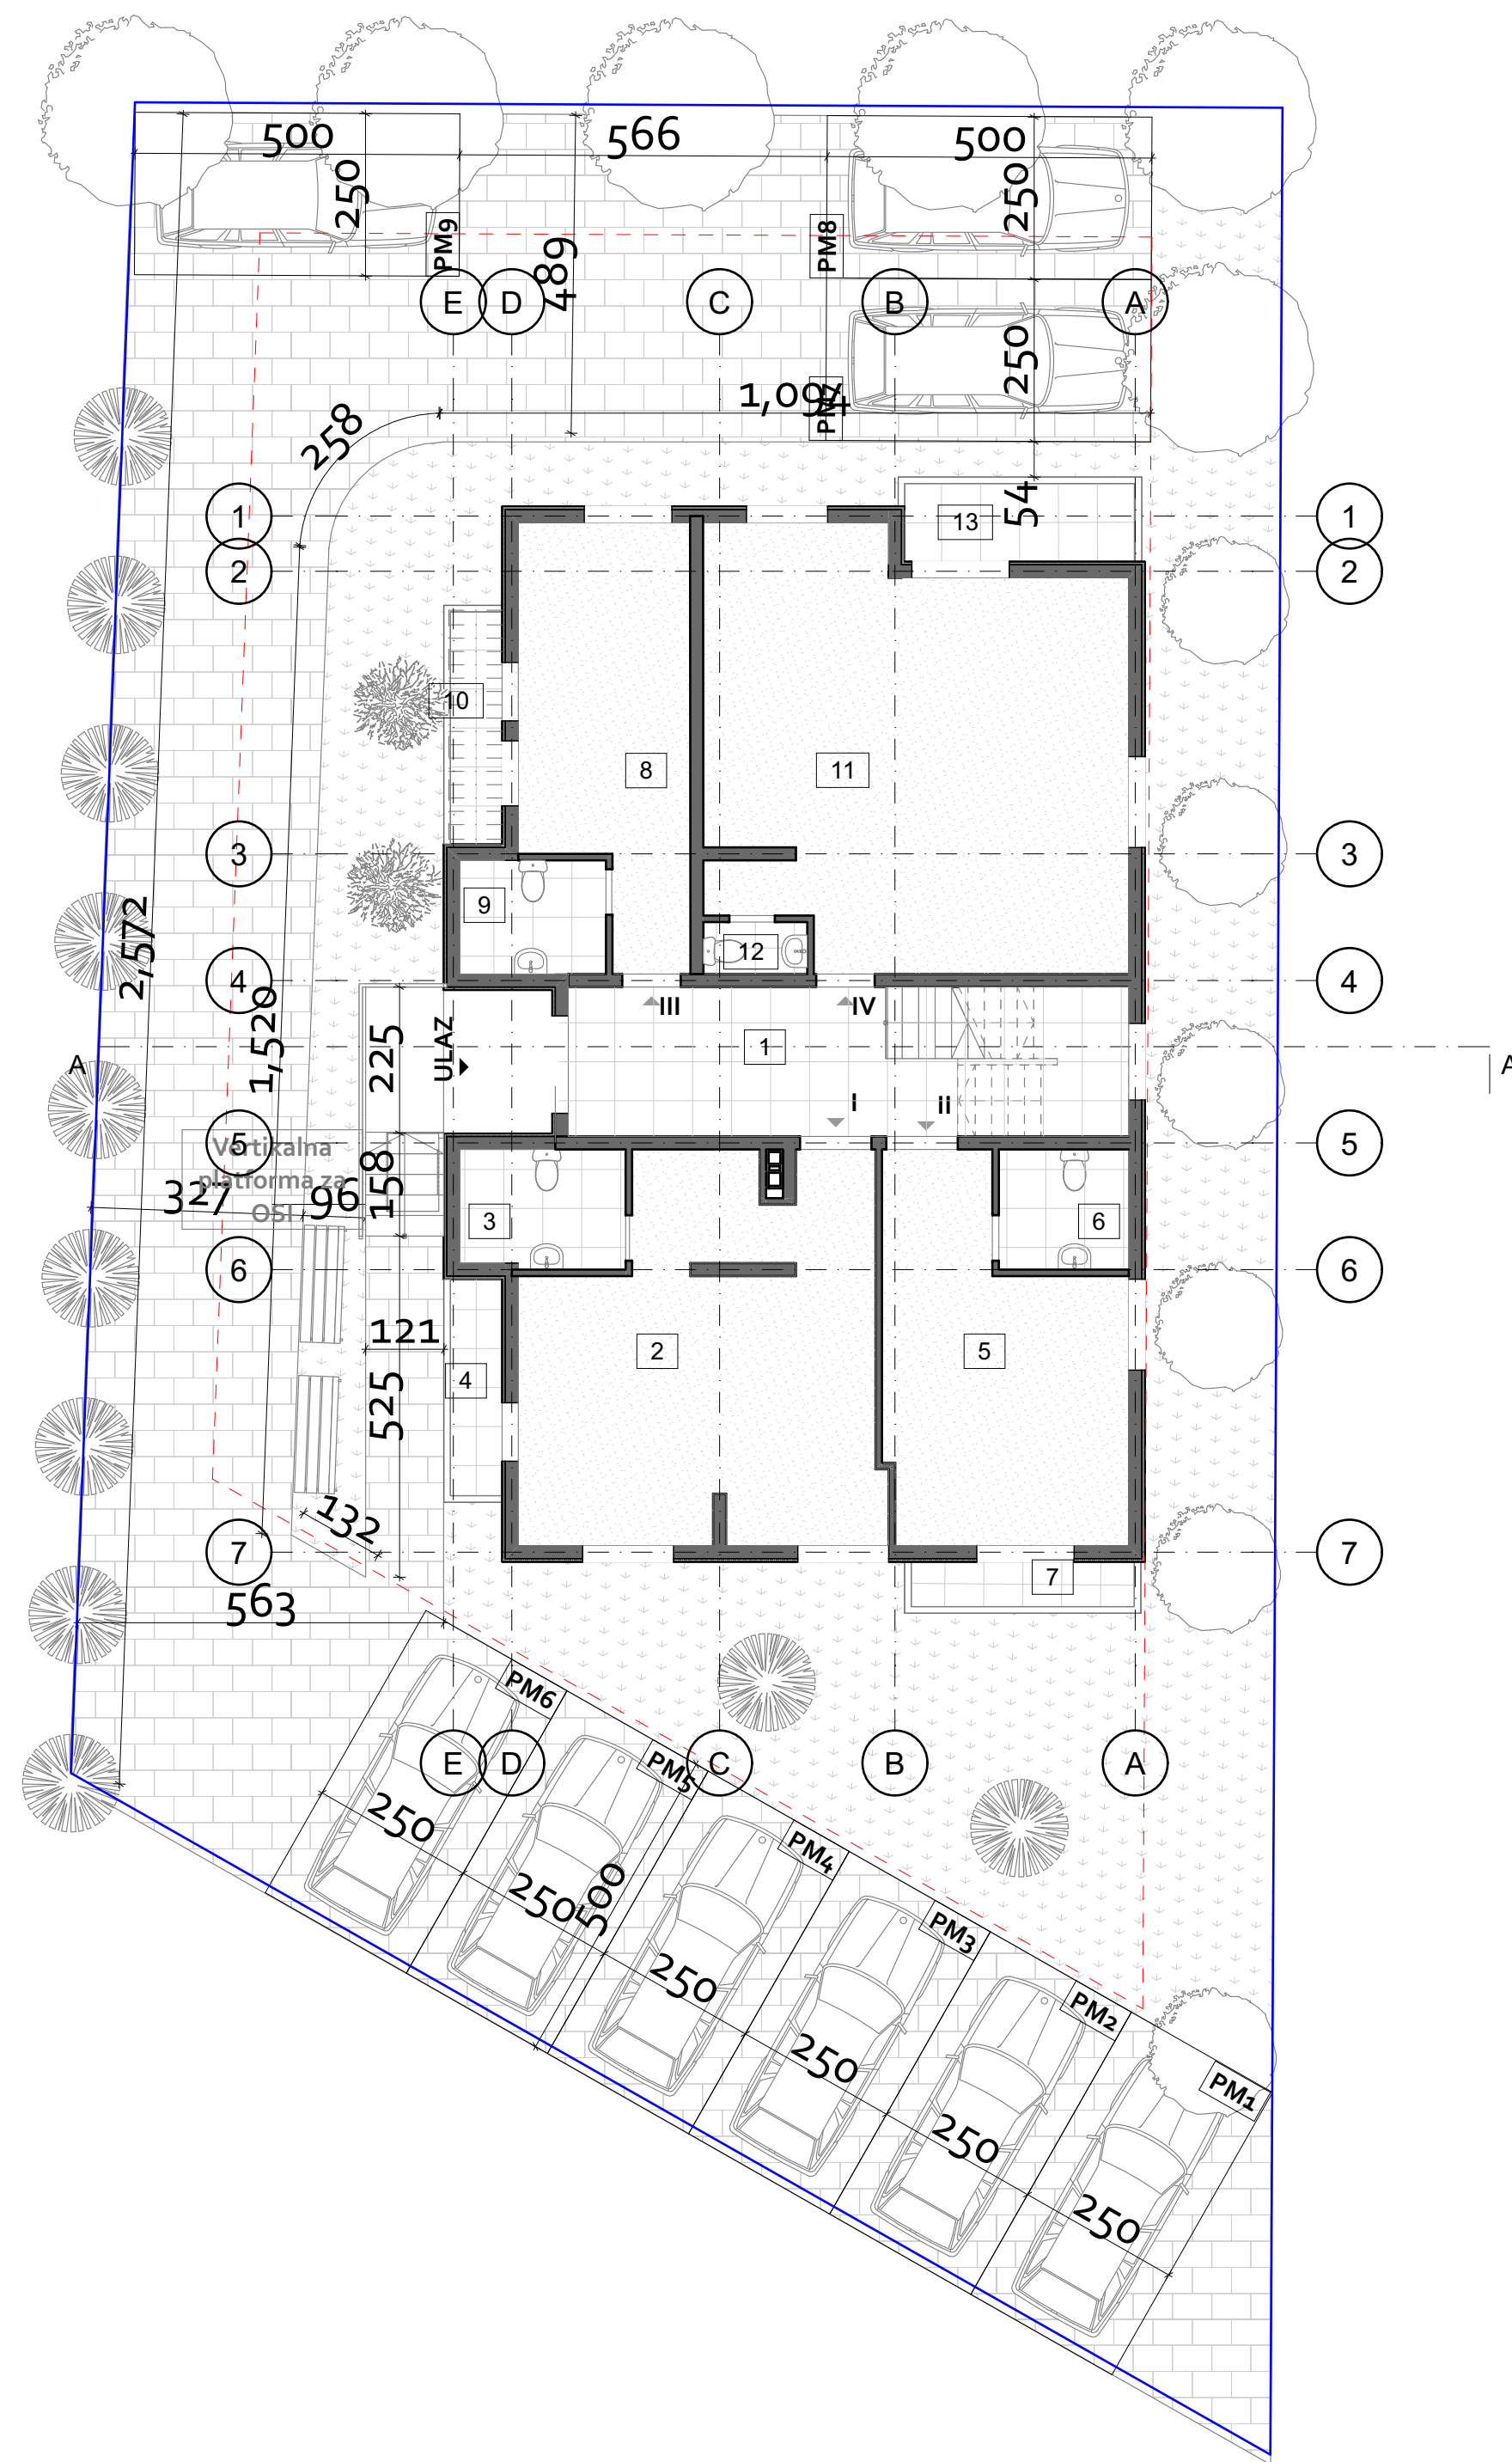 500
566
500
250
250
PM9
PM8
489
E
D
C
B
A
250
1,094
PM7
258
54
13
1
1
2
2
10
8
11
3
3
9
12
4
4
2,572
1,520
225
ULAZ
III
IV
1
A
A
I
II
5
5
Vertikalna
platforma za
OSI
158
327
96
3
6
6
6
121
2
5
4
525
132
7
7
7
563
PM6
E
D
PM5
C
B
A
250
PM4
250
500
PM3
250
PM2
250
PM1
250
250